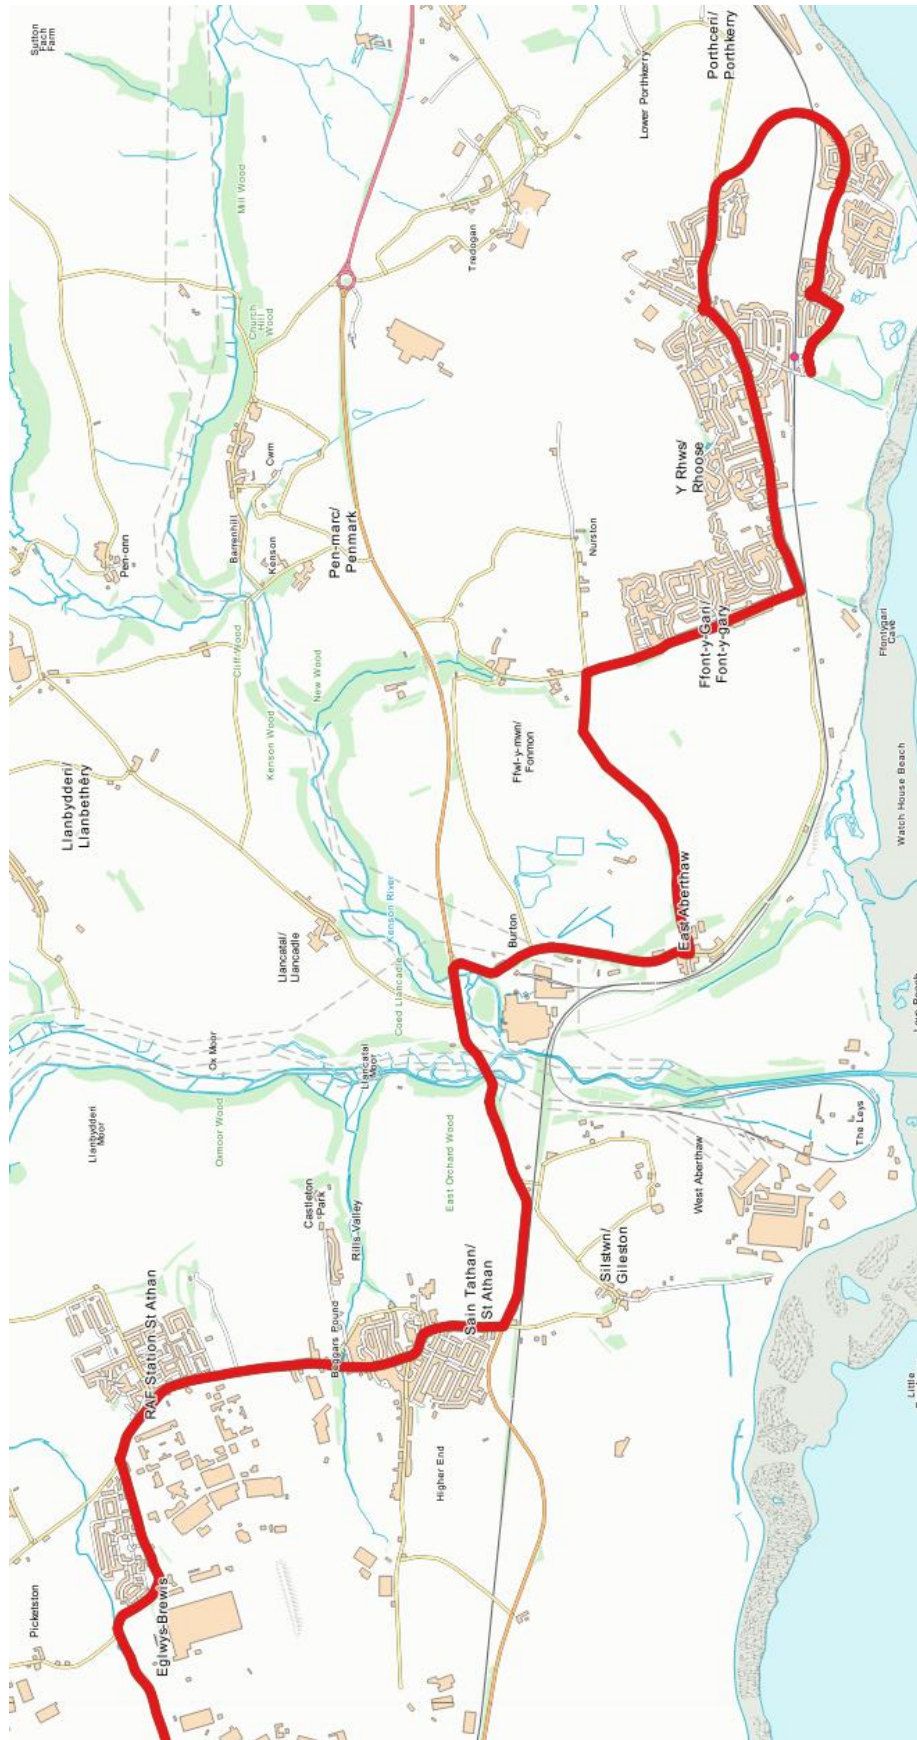 Picketston
Sutton
Fach
Farm
Llanbydderi/
Llanbethêry
Llanbydderi
Moor
Pen-onn
RAF Station St Athan
Eglwys-Brewis
Ox Moor
Oxmoor Wood
Barrenhill
Cliff Wood
Mill Wood
Church
Hill
Wood
Llancatal/
Llancadle
Kenson Wood
Kenson
Cwm
Castleton
Park
New Wood
Beggars Pound
Rills Valley
Llancatal
Moor
Pen-marc/
Penmark
Coed Llancadle
Kenson River
Higher End
East Orchard Wood
Sain Tathan/
St Athan
Tredogan
Burton
Ffwl-y-mwn/
Fonmon
Nurston
Silstwn/
Gileston
Lower Porthkerry
East Aberthaw
Y Rhws/
Rhoose
West Aberthaw
Ffont-y-Gari/
Font-y-gary
Porthceri/
Porthkerry
The Leys
Ffontygari
Cave
Watch House Beach
Little